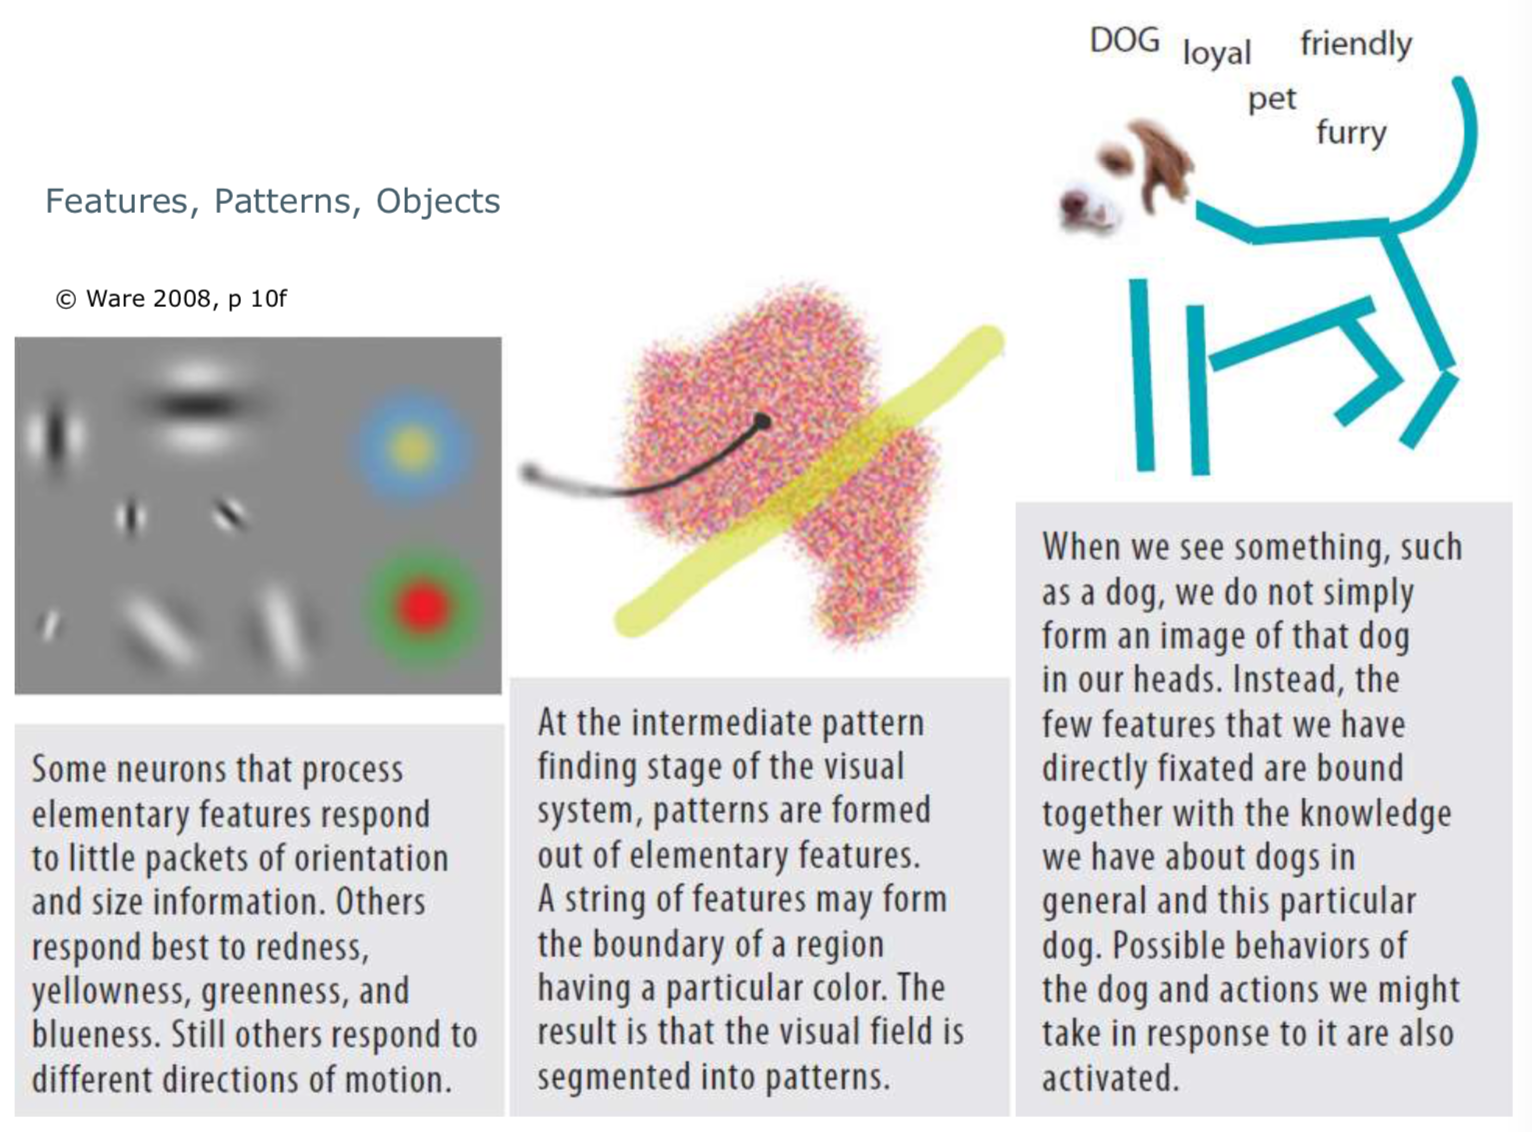 DOG loyal friendly
pet
furry
Features, Patterns, Objects
© Ware 2008, p 10f
Some neurons that process
elementary features respond
to little packets of orientation
and size information. Others
respond best to redness,
yellowness, greenness, and
blueness. Still others respond to
different directions of motion.
At the intermediate pattern
finding stage of the visual
system, patterns are formed
out of elementary features.
A string of features may form
the boundary of a region
having a particular color. The
result is that the visual field is
segmented into patterns.
When we see something, such
as a dog, we do not simply
form an image of that dog
in our heads. Instead, the
few features that we have
directly fixated are bound
together with the knowledge
we have about dogs in
general and this particular
dog. Possible behaviors of
the dog and actions we might
take in response to it are also
activated.